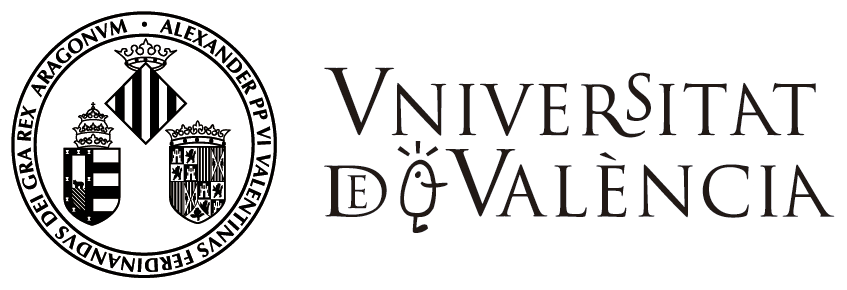 ALEXANDER PP VI VALENTINVS FERDINANDVS DEI GRA REX ARAGONVM ·
VNIVERSITAT
DE VALÈNCIA